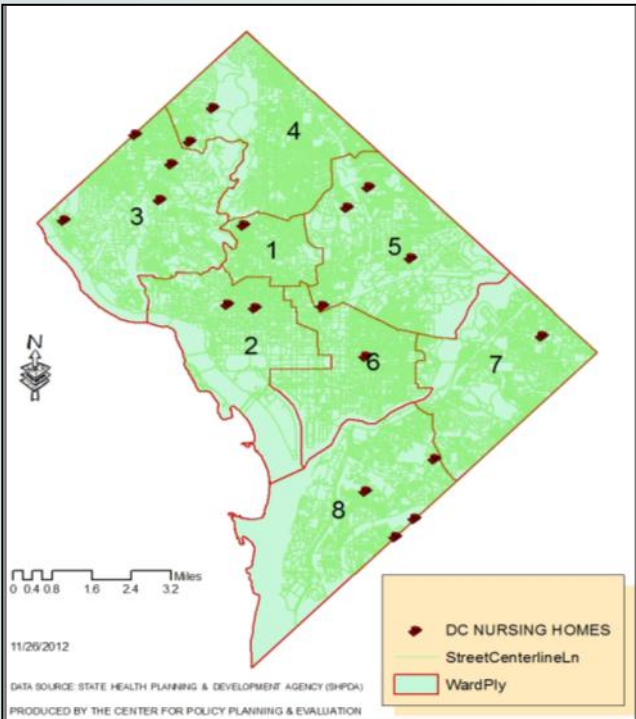 4
3
1
5
2
6
7
8
N
Miles
0 0.4 0.8 1.6 2.4 3.2
11/26/2012
DATA SOURCE: STATE HEALTH PLANNING & DEVELOPMENT AGENCY (SHPDA)
PRODUCED BY THE CENTER FOR POLICY PLANNING & EVALUATION
DC NURSING HOMES
StreetCenterlineLn
WardPly